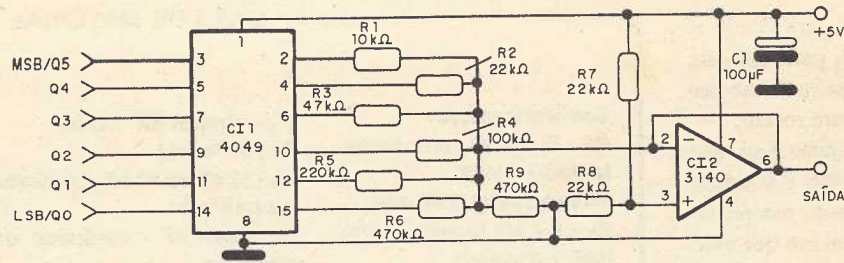 MSB/Q5
Q4
Q3
Q2
Q1
LSB/Q0
3
5
7
9
11
14
1
CI1
4049
8
2
4
6
10
12
15
R1
10kΩ
R2
22kΩ
R3
47kΩ
R4
100kΩ
R5
220kΩ
R6
470kΩ
R9
470kΩ
R8
22kΩ
R7
22kΩ
C1
100µF
+5V
2
3
7
6
4
CI2
3140
SAÍDA